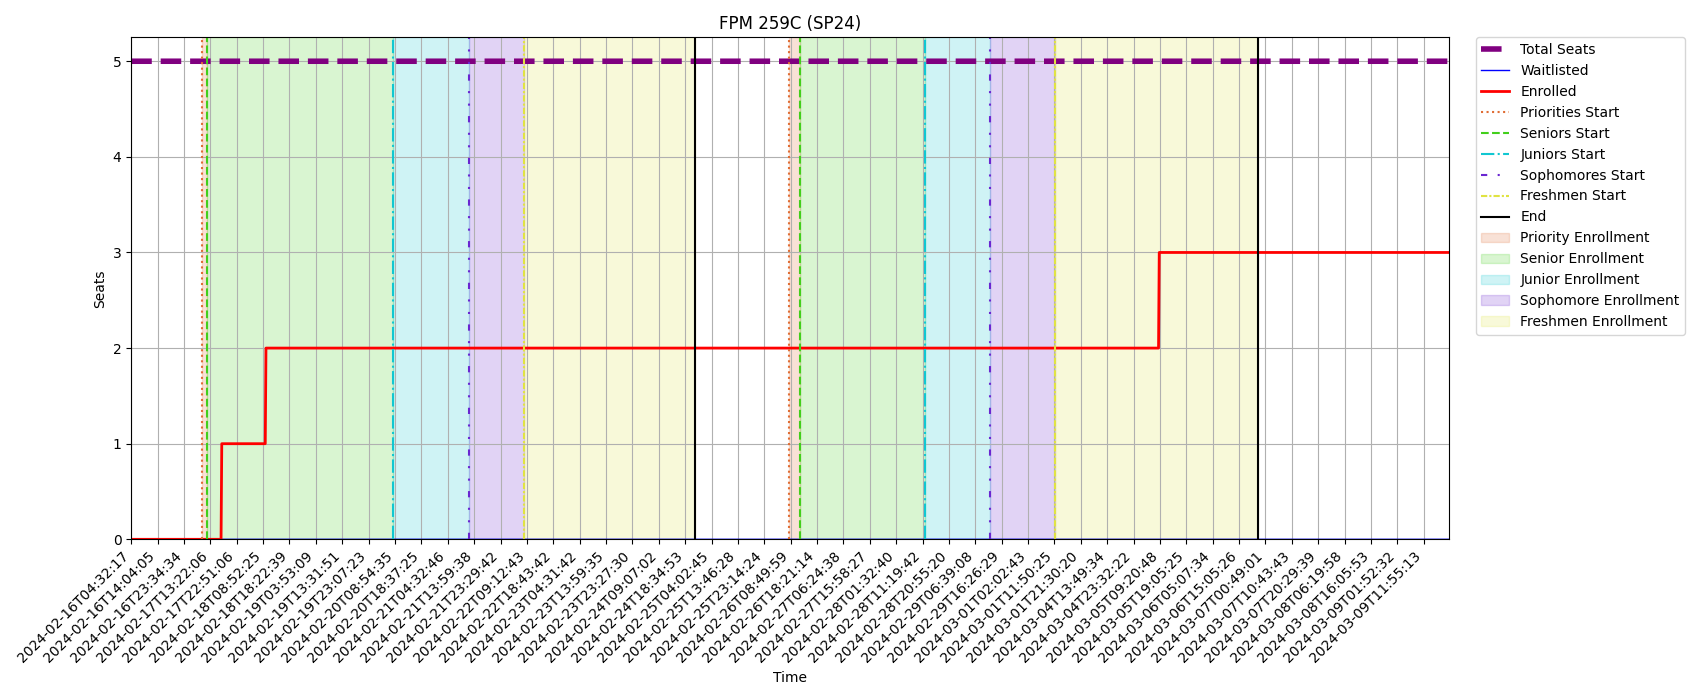 FPM 259C (SP24)
Seats
5
4
3
2
1
0
2024-02-16T04:32:17
2024-02-16T14:04:05
2024-02-16T23:34:34
2024-02-17T13:22:06
2024-02-17T22:51:06
2024-02-18T08:52:25
2024-02-18T18:22:39
2024-02-19T03:53:09
2024-02-19T13:31:51
2024-02-19T23:07:23
2024-02-20T08:54:35
2024-02-20T18:37:25
2024-02-21T04:32:46
2024-02-21T13:59:38
2024-02-21T23:29:42
2024-02-22T09:12:43
2024-02-22T18:43:42
2024-02-23T04:31:42
2024-02-23T13:59:35
2024-02-23T23:27:30
2024-02-24T09:07:02
2024-02-24T18:34:53
2024-02-25T04:02:45
2024-02-25T13:46:28
2024-02-25T23:14:24
2024-02-26T08:49:59
2024-02-26T18:21:14
2024-02-27T06:24:38
2024-02-27T15:58:27
2024-02-28T01:32:40
2024-02-28T11:19:42
2024-02-28T20:55:20
2024-02-29T06:39:08
2024-02-29T16:26:29
2024-03-01T02:02:43
2024-03-01T11:50:25
2024-03-01T21:30:20
2024-03-04T13:49:34
2024-03-04T23:32:22
2024-03-05T09:20:48
2024-03-05T19:05:25
2024-03-06T05:07:34
2024-03-06T15:05:26
2024-03-07T00:49:01
2024-03-07T10:43:43
2024-03-07T20:29:39
2024-03-08T06:19:58
2024-03-08T16:05:53
2024-03-09T01:52:32
2024-03-09T11:55:13
Time
Total Seats
Waitlisted
Enrolled
Priorities Start
Seniors Start
Juniors Start
Sophomores Start
Freshmen Start
End
Priority Enrollment
Senior Enrollment
Junior Enrollment
Sophomore Enrollment
Freshmen Enrollment